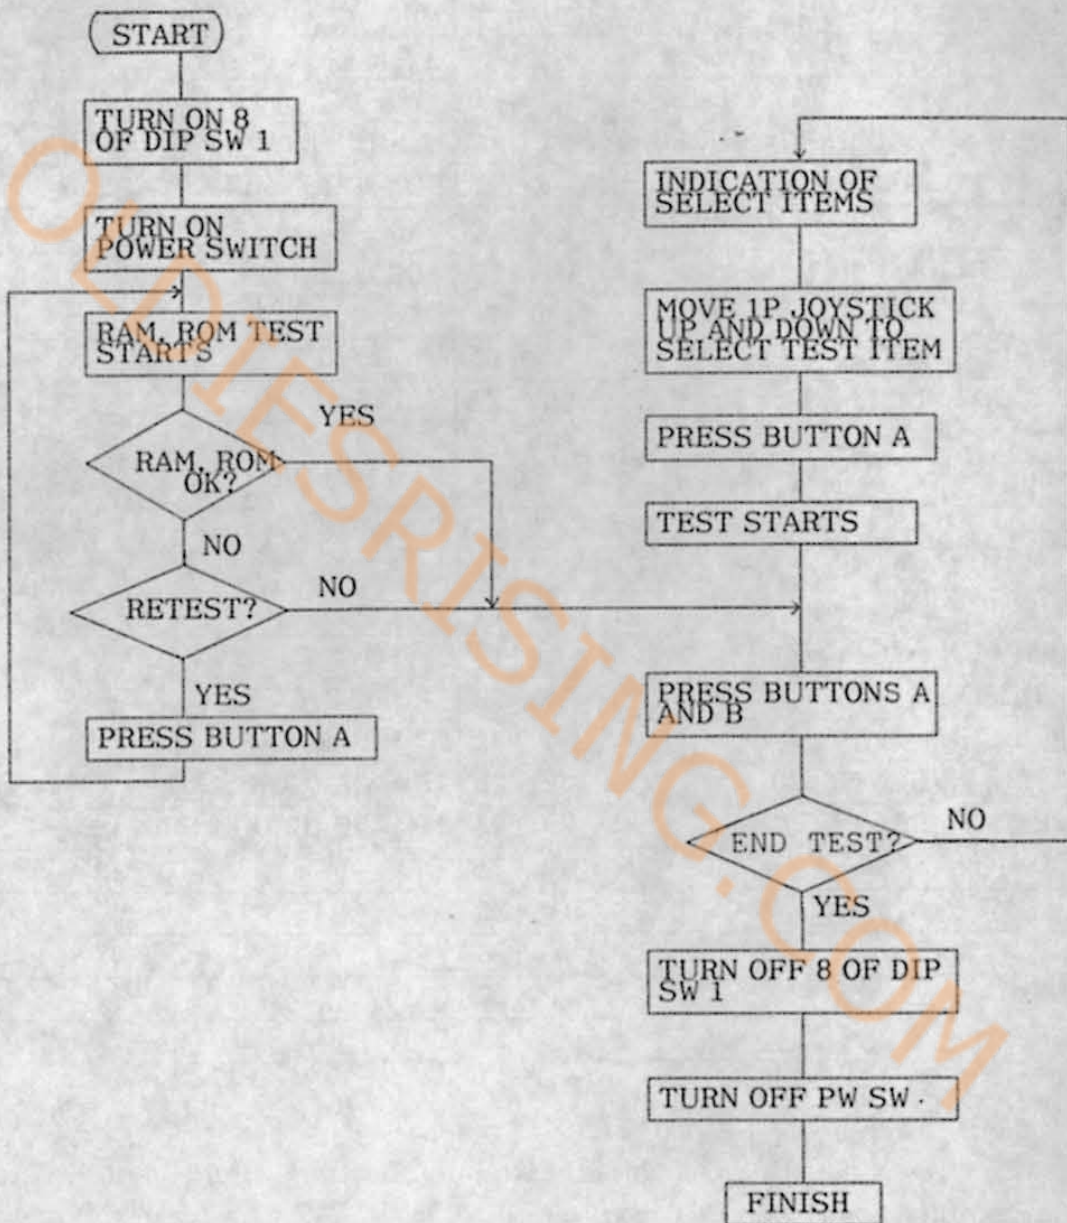 START
TURN ON 8
OF DIP SW 1
TURN ON
POWER SWITCH
RAM, ROM TEST
STARTS
YES
RAM, ROM
OK?
NO
RETEST?
NO
YES
PRESS BUTTON A
INDICATION OF
SELECT ITEMS
MOVE 1P JOYSTICK
UP AND DOWN TO
SELECT TEST ITEM
PRESS BUTTON A
TEST STARTS
PRESS BUTTONS A
AND B
END TEST?
NO
YES
TURN OFF 8 OF DIP
SW 1
TURN OFF PW SW.
FINISH
OLDIESRISING.COM